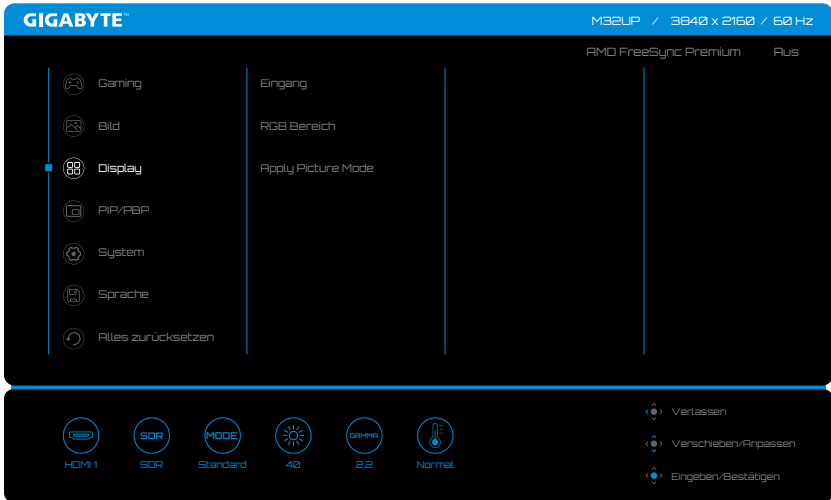 GIGABYTE™
M32UP / 3840 x 2160 / 60 Hz
AMD FreeSync Premium Aus
Gaming
Bild
Display
PIP/PBP
System
Sprache
Alles zurücksetzen
Eingang
RGB Bereich
Apply Picture Mode
SDR
MODE
GAMMA
HDMI 1
SDR
Standard
40
2.2
Normal
Verlassen
Verschieben/Anpassen
Eingeben/Bestätigen